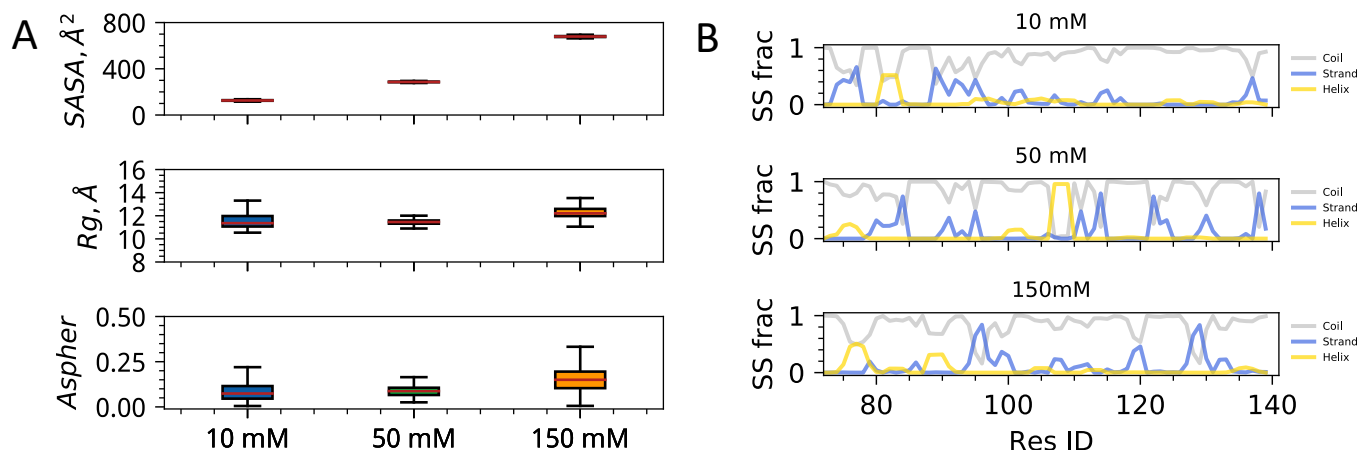 A
SASA, Å²
800
400
0
Rg, Å
16
14
12
10
8
Aspher
0.50
0.25
0.00
10 mM 50 mM 150 mM
B
10 mM
SS frac
1
0
Coil
Strand
Helix
50 mM
SS frac
1
0
Coil
Strand
Helix
150mM
SS frac
1
0
Coil
Strand
Helix
80 100 120 140
Res ID